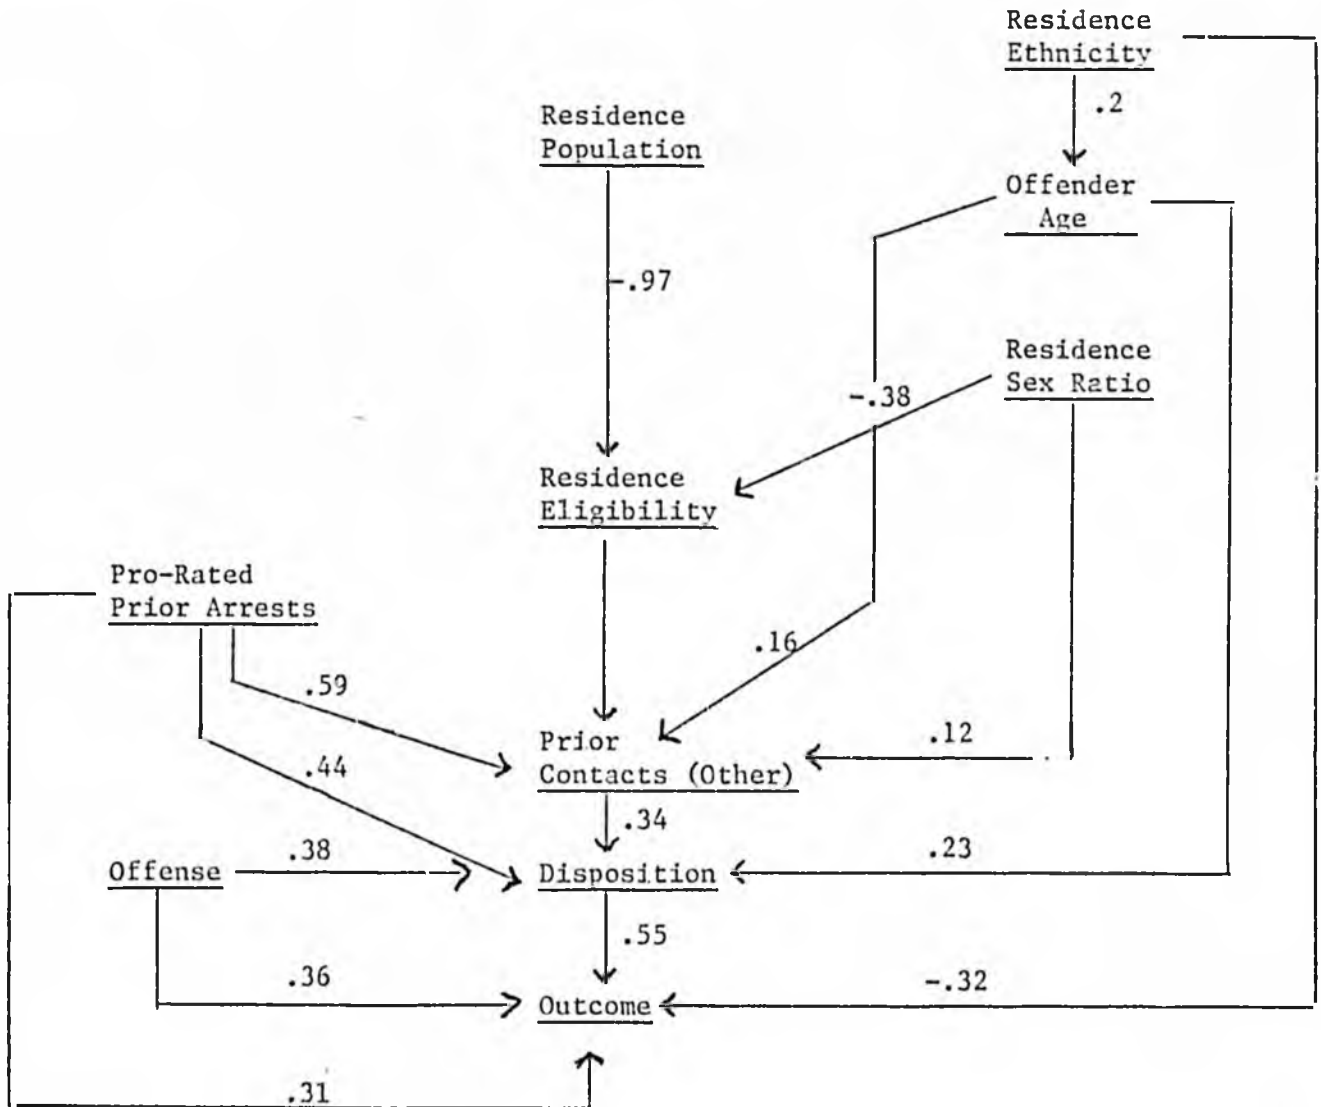 Residence
Ethnicity
.2
Residence
Population
Offender
Age
-.97
Residence
Sex Ratio
-.38
Residence
Eligibility
Pro-Rated
Prior Arrests
.16
.59
Prior
Contacts (Other)
.12
.44
.34
.38
.23
Offense
Disposition
.55
.36
-.32
Outcome
.31